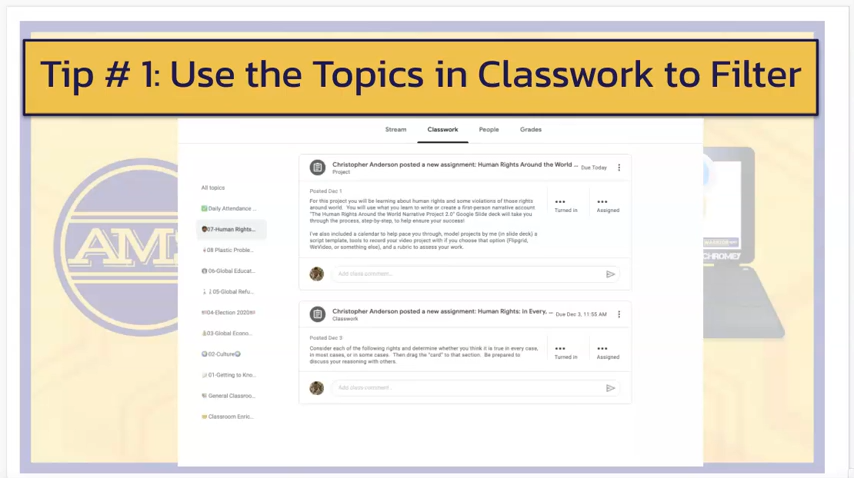 Tip # 1: Use the Topics in Classwork to Filter
Stream Classwork People Grades
All topics
Daily Attendance ...
07-Human Rights...
08 Plastic Proble...
06-Global Educat...
05-Global Refu...
04-Election 2020
03-Global Econo...
02 Culture
01-Getting to Kno...
General Classroo...
Classroom Enric...
Christopher Anderson posted a new assignment: Human Rights Around the World ... Due Today
Project
Posted Dec 1
For this project you will be learning about human rights and some violations of those rights
around world. You will use what you learn to write or create a first-person narrative account
"The Human Rights Around the World Narrative Project 2.0" Google Slide deck will take you
through the process, step-by-step, to help ensure your success!
I've also included a calendar to help pace you through, model projects by me (in slide deck) a
script template, tools to record your video project with if you choose that option (Flipgrid,
WeVideo, or something else), and a rubric to assess your work.
Turned in Assigned
Add class comment...
Christopher Anderson posted a new assignment: Human Rights: in Every, ... Due Dec 3, 11:55 AM
Classwork
Posted Dec 3
Consider each of the following rights and determine whether you think it is true in every case,
in most cases, or in some cases. Then drag the "card" to that section. Be prepared to
discuss your reasoning with others.
Turned in Assigned
Add class comment...
AMS
CHROME?